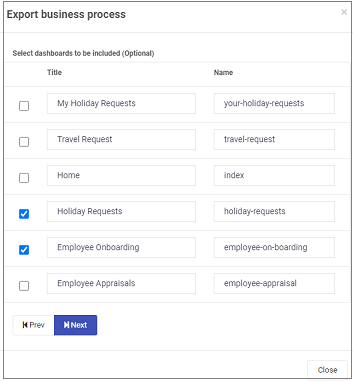 Export business process ×
Select dashboards to be included (Optional)
Title Name
My Holiday Requests your-holiday-requests
Travel Request travel-request
Home index
Holiday Requests holiday-requests
Employee Onboarding employee-on-boarding
Employee Appraisals employee-appraisal
Prev Next
Close